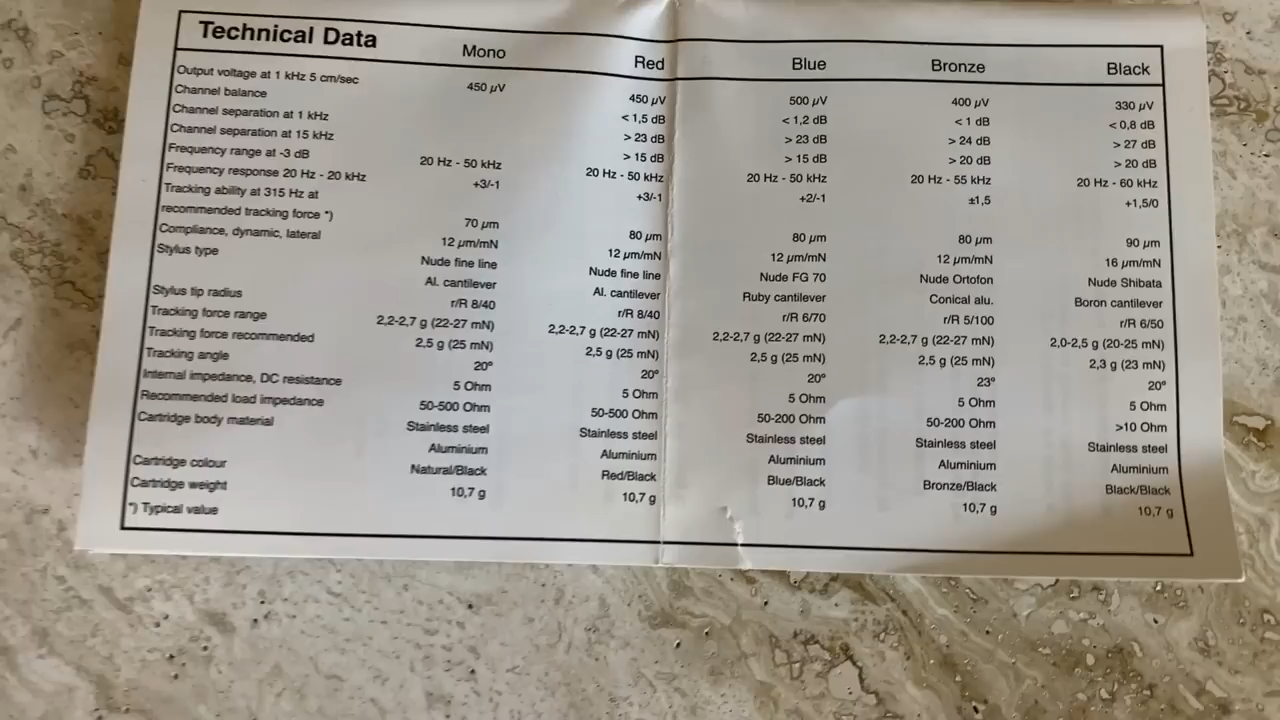 Technical Data Mono Red Blue Bronze Black
Output voltage at 1 kHz 5 cm/sec 450 µV 450 µV 500 µV 400 µV 330 µV
Channel balance < 1,5 dB < 1,2 dB < 1 dB < 0,8 dB
Channel separation at 1 kHz > 23 dB > 23 dB > 24 dB > 27 dB
Channel separation at 15 kHz > 15 dB > 15 dB > 20 dB > 20 dB
Frequency range at -3 dB 20 Hz - 50 kHz 20 Hz - 50 kHz 20 Hz - 50 kHz 20 Hz - 55 kHz 20 Hz - 60 kHz
Frequency response 20 Hz - 20 kHz +3/-1 +3/-1 +2/-1 ±1,5 +1,5/0
Tracking ability at 315 Hz at
recommended tracking force *) 70 µm 80 µm 80 µm 80 µm 90 µm
Compliance, dynamic, lateral 12 µm/mN 12 µm/mN 12 µm/mN 12 µm/mN 16 µm/mN
Stylus type Nude fine line Nude fine line Nude FG 70 Nude Ortofon Nude Shibata
Al. cantilever Al. cantilever Ruby cantilever Conical alu. Boron cantilever
Stylus tip radius r/R 8/40 r/R 8/40 r/R 6/70 r/R 5/100 r/R 6/50
Tracking force range 2,2-2,7 g (22-27 mN) 2,2-2,7 g (22-27 mN) 2,2-2,7 g (22-27 mN) 2,2-2,7 g (22-27 mN) 2,0-2,5 g (20-25 mN)
Tracking force recommended 2,5 g (25 mN) 2,5 g (25 mN) 2,5 g (25 mN) 2,5 g (25 mN) 2,3 g (23 mN)
Tracking angle 20° 20° 20° 23° 20°
Internal impedance, DC resistance 5 Ohm 5 Ohm 5 Ohm 5 Ohm 5 Ohm
Recommended load impedance 50-500 Ohm 50-500 Ohm 50-200 Ohm 50-200 Ohm >10 Ohm
Cartridge body material Stainless steel Stainless steel Stainless steel Stainless steel Stainless steel
Aluminium Aluminium Aluminium Aluminium Aluminium
Cartridge colour Natural/Black Red/Black Blue/Black Bronze/Black Black/Black
Cartridge weight 10,7 g 10,7 g 10,7 g 10,7 g 10,7 g
*) Typical value